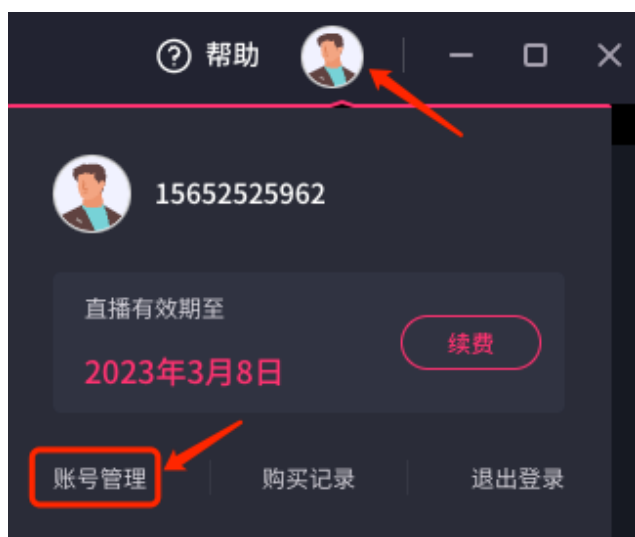 帮助
15652525962
直播有效期至
续费
2023年3月8日
账号管理 购买记录 退出登录